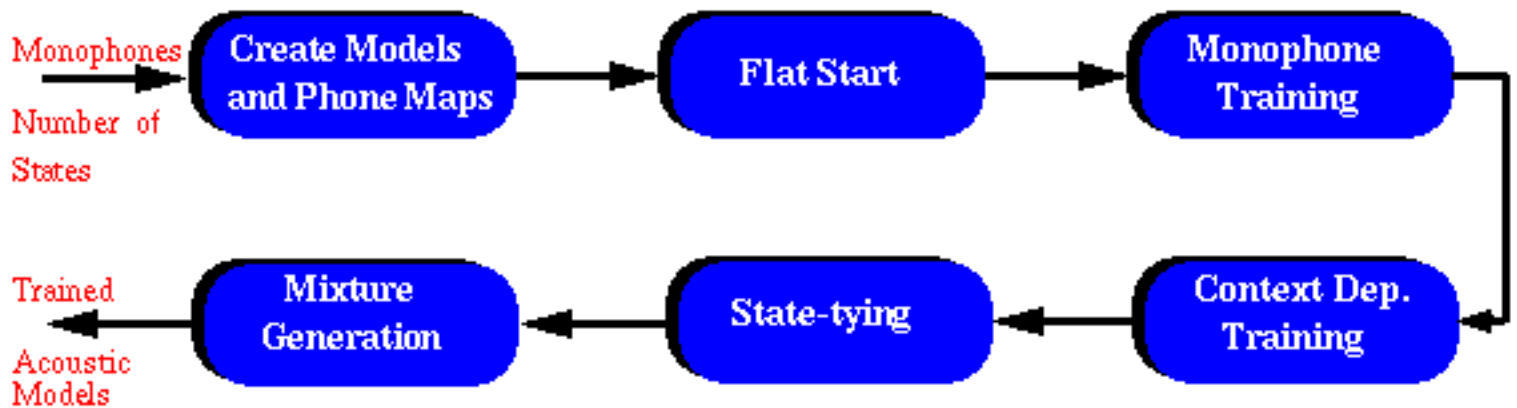 Monophones
Number of
States
Create Models
and Phone Maps
Flat Start
Monophone
Training
Context Dep.
Training
State-tying
Mixture
Generation
Trained
Acoustic
Models